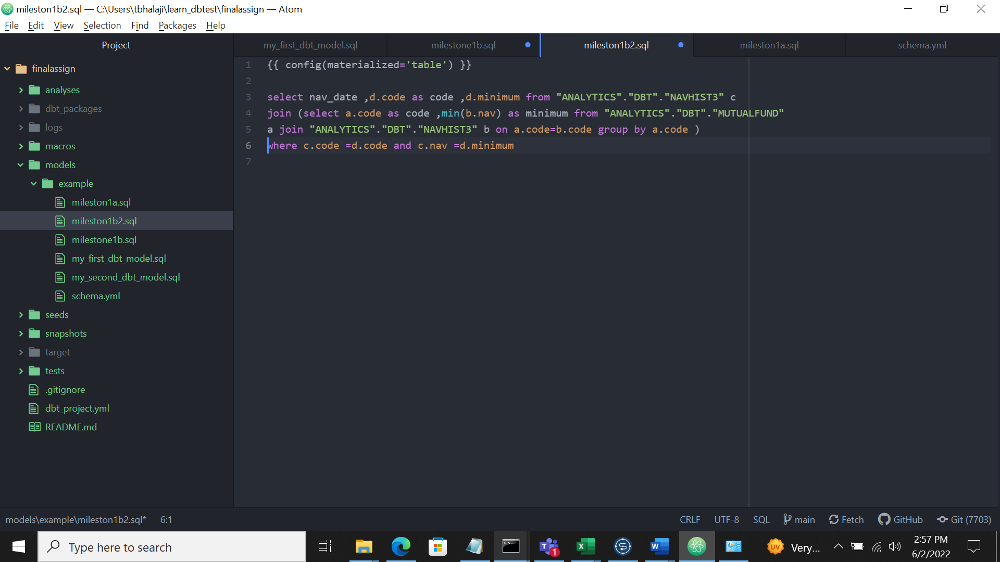 mileston1b2.sql — C:\Users\tbhalaji\learn_dbtest\finalassign — Atom
File Edit View Selection Find Packages Help
Project
my_first_dbt_model.sql milestone1b.sql mileston1b2.sql mileston1a.sql schema.yml
finalassign
analyses
dbt_packages
logs
macros
models
example
mileston1a.sql
mileston1b2.sql
milestone1b.sql
my_first_dbt_model.sql
my_second_dbt_model.sql
schema.yml
seeds
snapshots
target
tests
.gitignore
dbt_project.yml
README.md
1 {{ config(materialized='table') }}
2
3 select nav_date ,d.code as code ,d.minimum from "ANALYTICS"."DBT"."NAVHIST3" c
4 join (select a.code as code ,min(b.nav) as minimum from "ANALYTICS"."DBT"."MUTUALFUND"
5 a join "ANALYTICS"."DBT"."NAVHIST3" b on a.code=b.code group by a.code )
6 where c.code =d.code and c.nav =d.minimum
7
models\example\mileston1b2.sql* 6:1 CRLF UTF-8 SQL main Fetch GitHub Git (7703)
Type here to search
C:\_
T 1
X
S
W
UV Very...
2:57 PM
6/2/2022